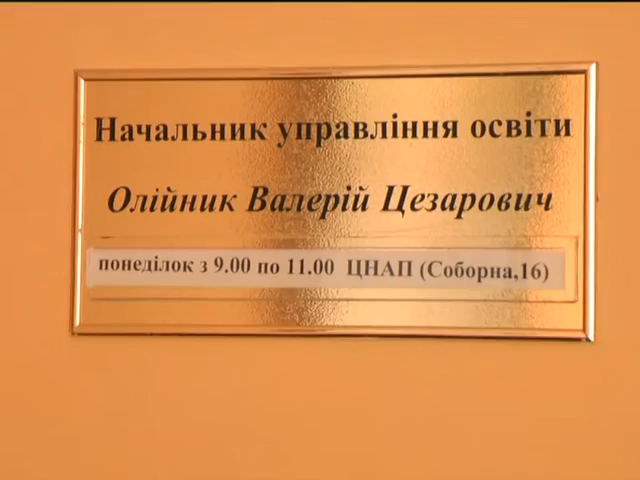 Начальник управління освіти
Олійник Валерій Цезарович
понеділок з 9.00 по 11.00 ЦНАП (Соборна,16)